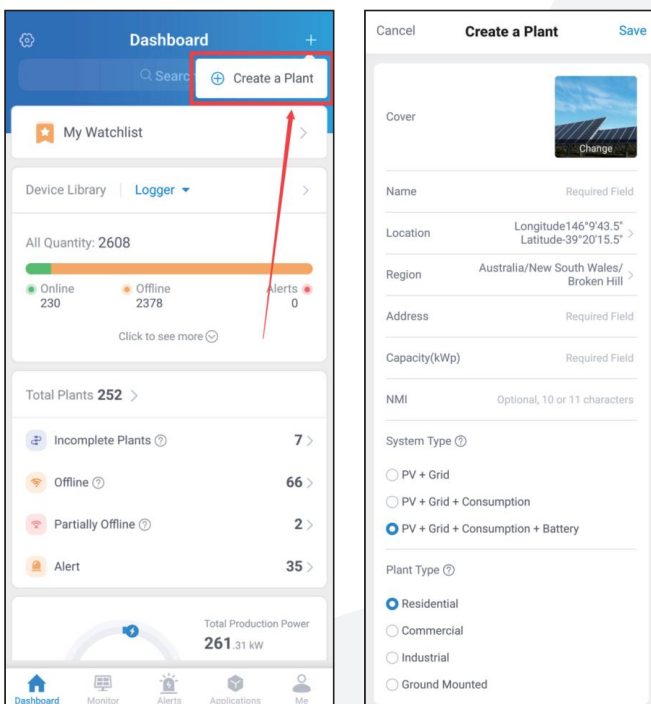 Dashboard
+
Search
Create a Plant
My Watchlist
Device Library
Logger
All Quantity: 2608
Online
230
Offline
2378
Alerts
0
Click to see more
Total Plants 252
Incomplete Plants
7
Offline
66
Partially Offline
2
Alert
35
Total Production Power
261.31 kW
Dashboard
Monitor
Alerts
Applications
Me
Cancel
Create a Plant
Save
Cover
Change
Name
Required Field
Location
Longitude146°9'43.5"
Latitude-39°20'15.5"
Region
Australia/New South Wales/
Broken Hill
Address
Required Field
Capacity(kWp)
Required Field
NMI
Optional, 10 or 11 characters
System Type
PV + Grid
PV + Grid + Consumption
PV + Grid + Consumption + Battery
Plant Type
Residential
Commercial
Industrial
Ground Mounted